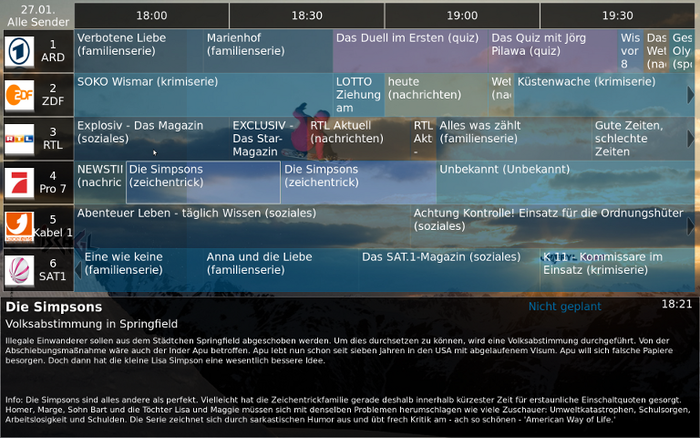 27.01.
Alle Sender
18:00
18:30
19:00
19:30
1
ARD
Verbotene Liebe
(familienserie)
Marienhof
(familienserie)
Das Duell im Ersten (quiz)
Das Quiz mit Jörg
Pilawa (quiz)
Wis
vor
8
Das
Wet
(na
Ges
Oly
(spo
2
ZDF
SOKO Wismar (krimiserie)
LOTTO
Ziehung
am
heute
(nachrichten)
Wet
(na
Küstenwache (krimiserie)
3
RTL
Explosiv - Das Magazin
(soziales)
EXCLUSIV -
Das Star-
Magazin
RTL Aktuell
(nachrichten)
RTL
Akt
-
Alles was zählt
(familienserie)
Gute Zeiten,
schlechte
Zeiten
4
Pro 7
NEWSTI
(nachric
Die Simpsons
(zeichentrick)
Die Simpsons
(zeichentrick)
Unbekannt (Unbekannt)
5
Kabel 1
Abenteuer Leben - täglich Wissen (soziales)
Achtung Kontrolle! Einsatz für die Ordnungshüter
(soziales)
6
SAT1
Eine wie keine
(familienserie)
Anna und die Liebe
(familienserie)
Das SAT.1-Magazin (soziales)
K 11 - Kommissare im
Einsatz (krimiserie)
Die Simpsons
Nicht geplant
18:21
Volksabstimmung in Springfield
Illegale Einwanderer sollen aus dem Städtchen Springfield abgeschoben werden. Um dies durchsetzen zu können, wird eine Volksabstimmung durchgeführt. Von der
Abschiebungsmaßnahme wäre auch der Inder Apu betroffen. Apu lebt nun schon seit sieben Jahren in den USA mit abgelaufenem Visum. Apu will sich falsche Papiere
besorgen. Doch dann hat die kleine Lisa Simpson eine wesentlich bessere Idee.
Info: Die Simpsons sind alles andere als perfekt. Vielleicht hat die Zeichentrickfamilie gerade deshalb innerhalb kürzester Zeit für erstaunliche Einschaltquoten gesorgt.
Homer, Marge, Sohn Bart und die Töchter Lisa und Maggie müssen sich mit denselben Problemen herumschlagen wie viele Zuschauer: Umweltkatastrophen, Schulsorgen,
Arbeitslosigkeit und Schulden. Die Serie zeichnet sich durch sarkastischen Humor aus und übt frech Kritik am - ach so schönen - 'American Way of Life.'